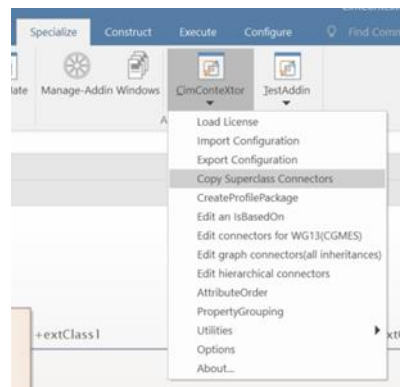 Specialize Construct Execute Configure Find Com
late Manage-Addin Windows CimConteXtor TestAddin
A
Load License
Import Configuration
Export Configuration
Copy Superclass Connectors
CreateProfilePackage
Edit an IsBasedOn
Edit connectors for WG13(CGMES)
Edit graph connectors(all inheritances)
Edit hierarchical connectors
AttributeOrder
PropertyGrouping
Utilities
+extClass1 xt
Options
About...